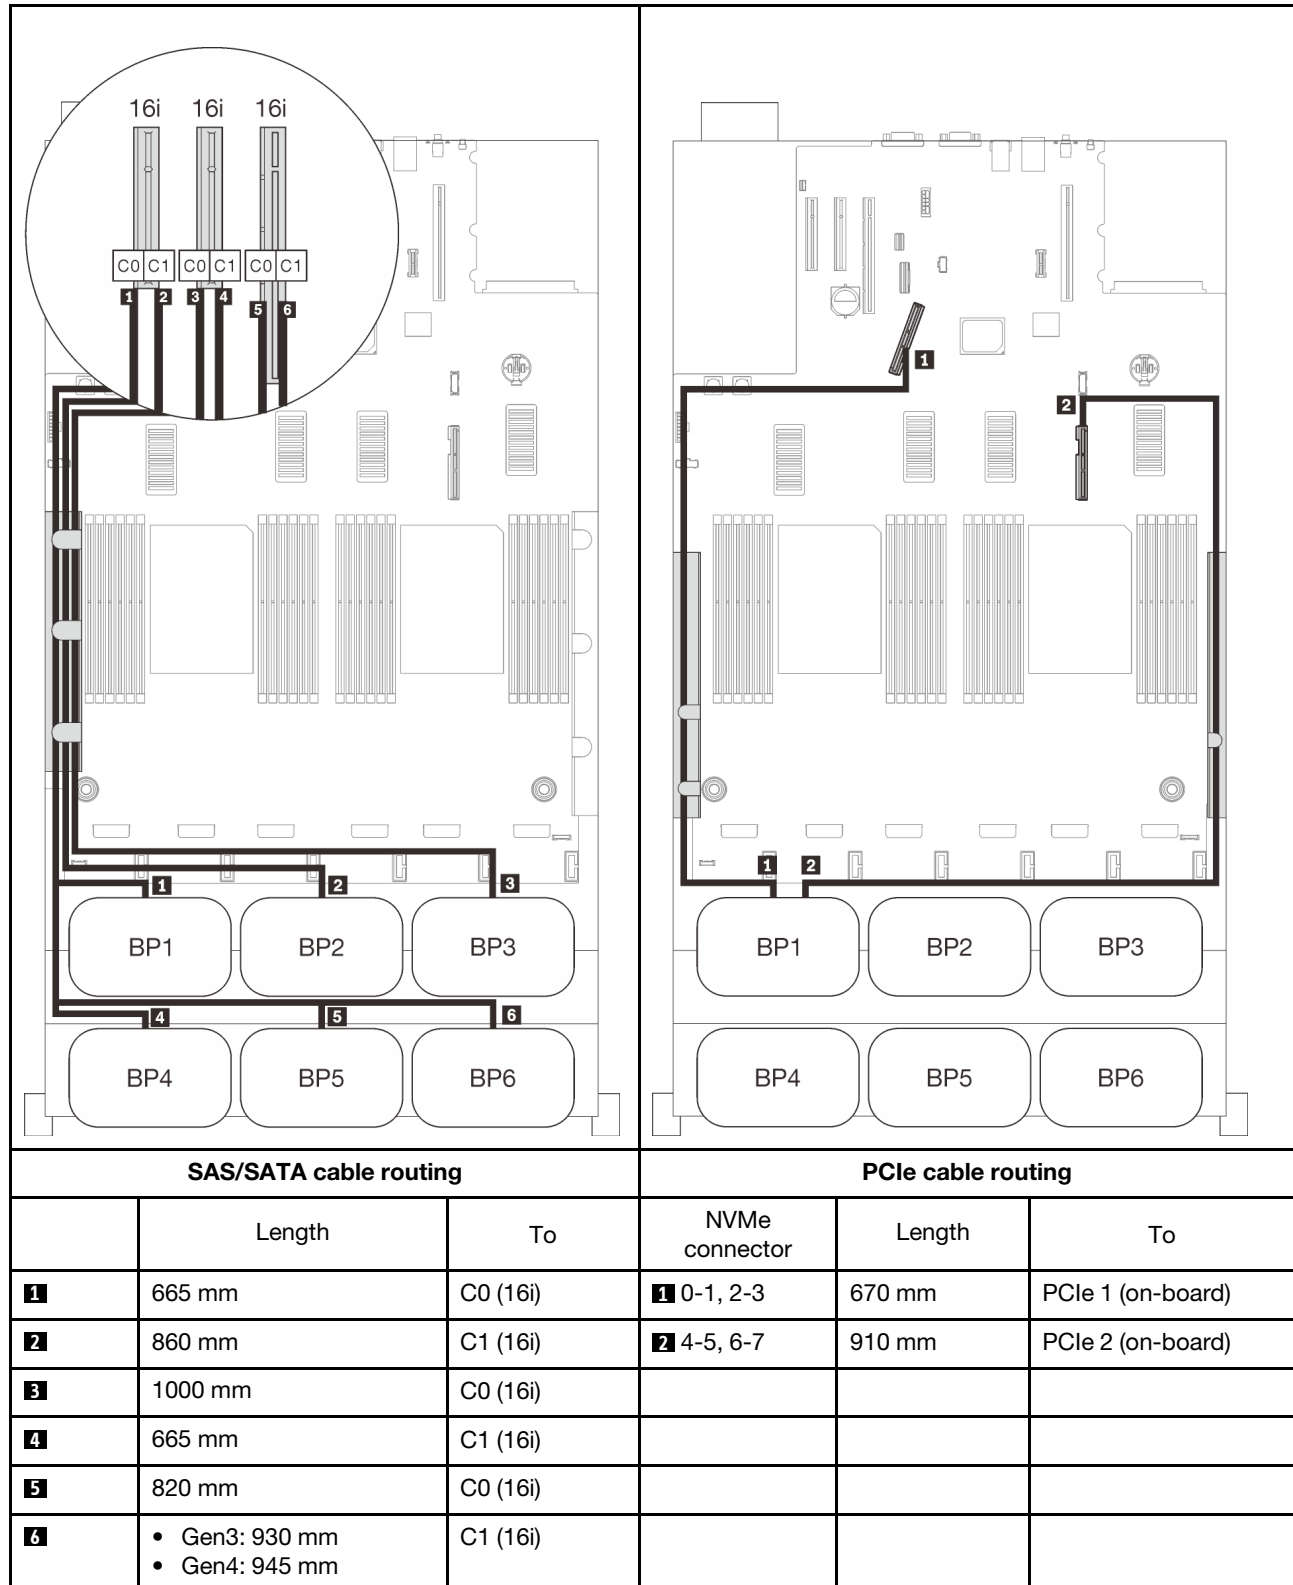 16i 16i 16i
C0 C1 C0 C1 C0 C1
1 2 3 4 5 6
1 2 3
BP1 BP2 BP3
4 5 6
BP4 BP5 BP6
1
2
1 2
BP1 BP2 BP3
BP4 BP5 BP6
SAS/SATA cable routing PCIe cable routing
Length To NVMe connector Length To
1 665 mm C0 (16i) 1 0-1, 2-3 670 mm PCIe 1 (on-board)
2 860 mm C1 (16i) 2 4-5, 6-7 910 mm PCIe 2 (on-board)
3 1000 mm C0 (16i)
4 665 mm C1 (16i)
5 820 mm C0 (16i)
6 • Gen3: 930 mm C1 (16i)
• Gen4: 945 mm